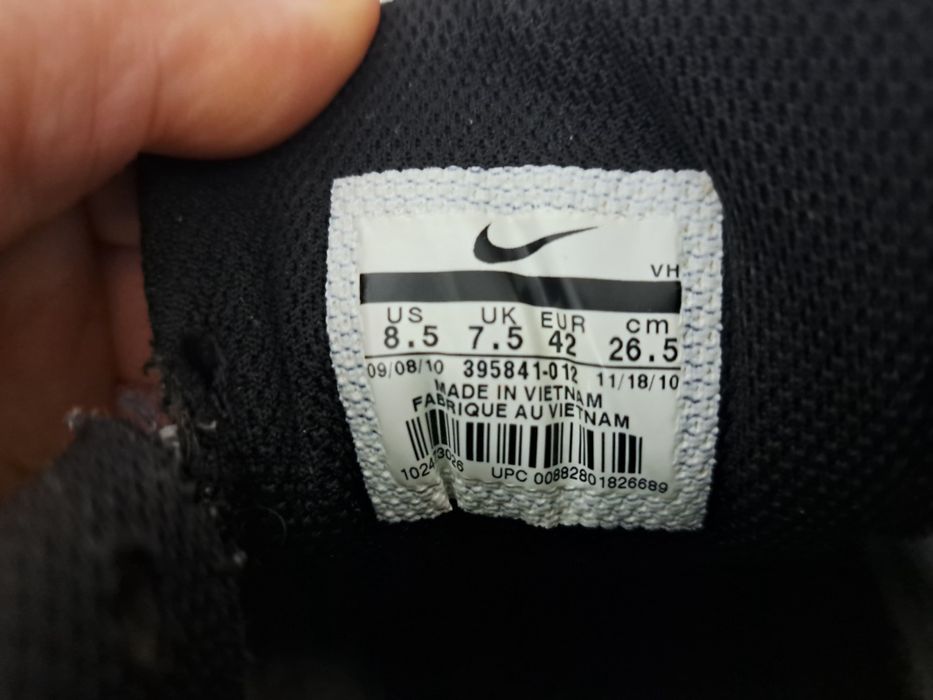 VH
US UK EUR cm
8.5 7.5 42 26.5
09/08/10 395841-012 11/18/10
MADE IN VIETNAM
FABRIQUE AU VIETNAM
UPC 00882801826689